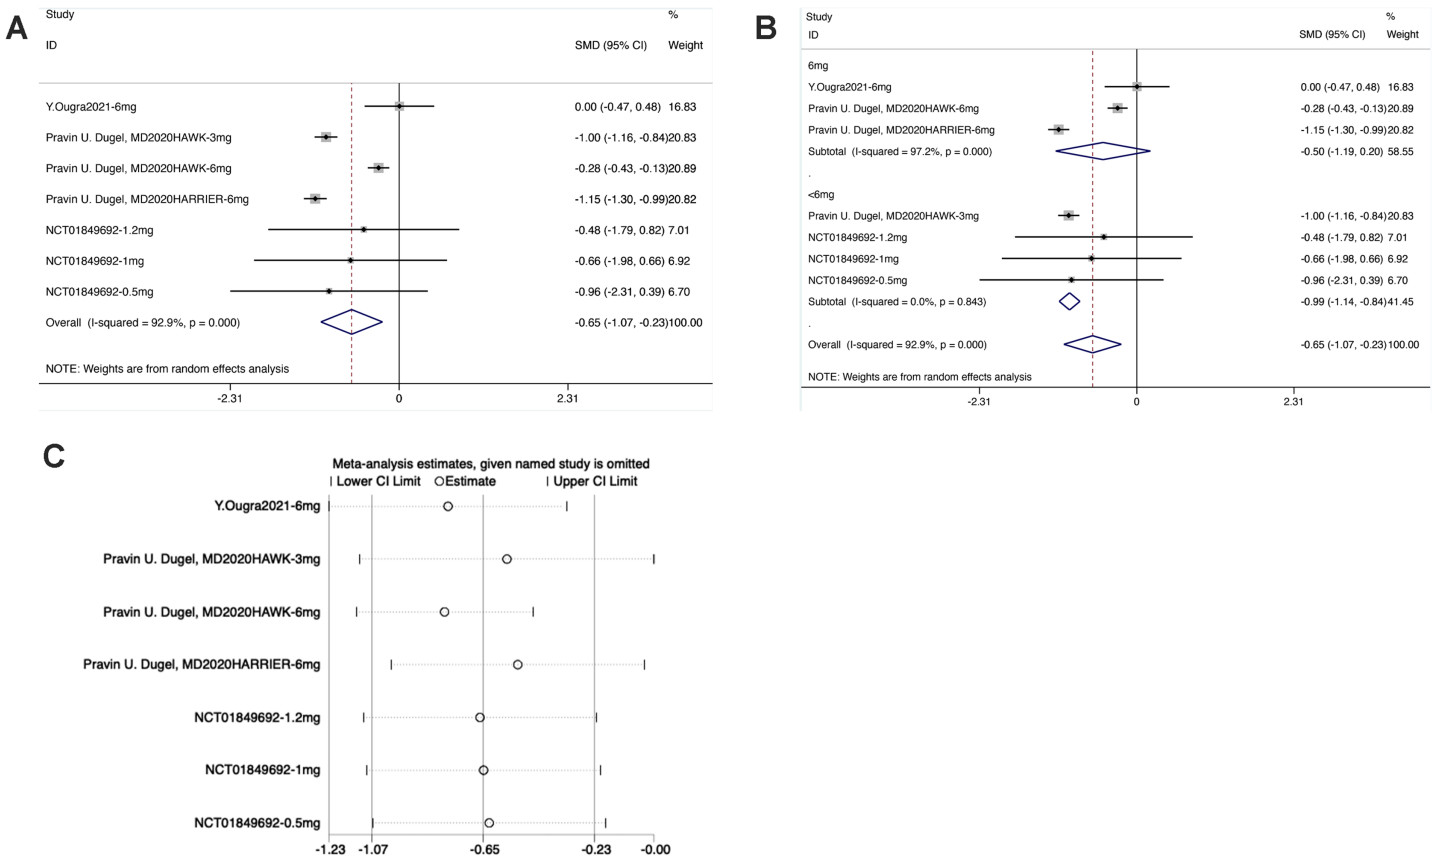 A
Study %
ID SMD (95% CI) Weight
Y.Ougra2021-6mg 0.00 (-0.47, 0.48) 16.83
Pravin U. Dugel, MD2020HAWK-3mg -1.00 (-1.16, -0.84)20.83
Pravin U. Dugel, MD2020HAWK-6mg -0.28 (-0.43, -0.13)20.89
Pravin U. Dugel, MD2020HARRIER-6mg -1.15 (-1.30, -0.99)20.82
NCT01849692-1.2mg -0.48 (-1.79, 0.82) 7.01
NCT01849692-1mg -0.66 (-1.98, 0.66) 6.92
NCT01849692-0.5mg -0.96 (-2.31, 0.39) 6.70
Overall (I-squared = 92.9%, p = 0.000) -0.65 (-1.07, -0.23)100.00
NOTE: Weights are from random effects analysis
-2.31 0 2.31
B
Study %
ID SMD (95% CI) Weight
6mg
Y.Ougra2021-6mg 0.00 (-0.47, 0.48) 16.83
Pravin U. Dugel, MD2020HAWK-6mg -0.28 (-0.43, -0.13)20.89
Pravin U. Dugel, MD2020HARRIER-6mg -1.15 (-1.30, -0.99)20.82
Subtotal (I-squared = 97.2%, p = 0.000) -0.50 (-1.19, 0.20) 58.55
.
<6mg
Pravin U. Dugel, MD2020HAWK-3mg -1.00 (-1.16, -0.84)20.83
NCT01849692-1.2mg -0.48 (-1.79, 0.82) 7.01
NCT01849692-1mg -0.66 (-1.98, 0.66) 6.92
NCT01849692-0.5mg -0.96 (-2.31, 0.39) 6.70
Subtotal (I-squared = 0.0%, p = 0.843) -0.99 (-1.14, -0.84)41.45
.
Overall (I-squared = 92.9%, p = 0.000) -0.65 (-1.07, -0.23)100.00
NOTE: Weights are from random effects analysis
-2.31 0 2.31
C
Meta-analysis estimates, given named study is omitted
| Lower CI Limit ○Estimate | Upper CI Limit
Y.Ougra2021-6mg
Pravin U. Dugel, MD2020HAWK-3mg
Pravin U. Dugel, MD2020HAWK-6mg
Pravin U. Dugel, MD2020HARRIER-6mg
NCT01849692-1.2mg
NCT01849692-1mg
NCT01849692-0.5mg
-1.23 -1.07 -0.65 -0.23 -0.00